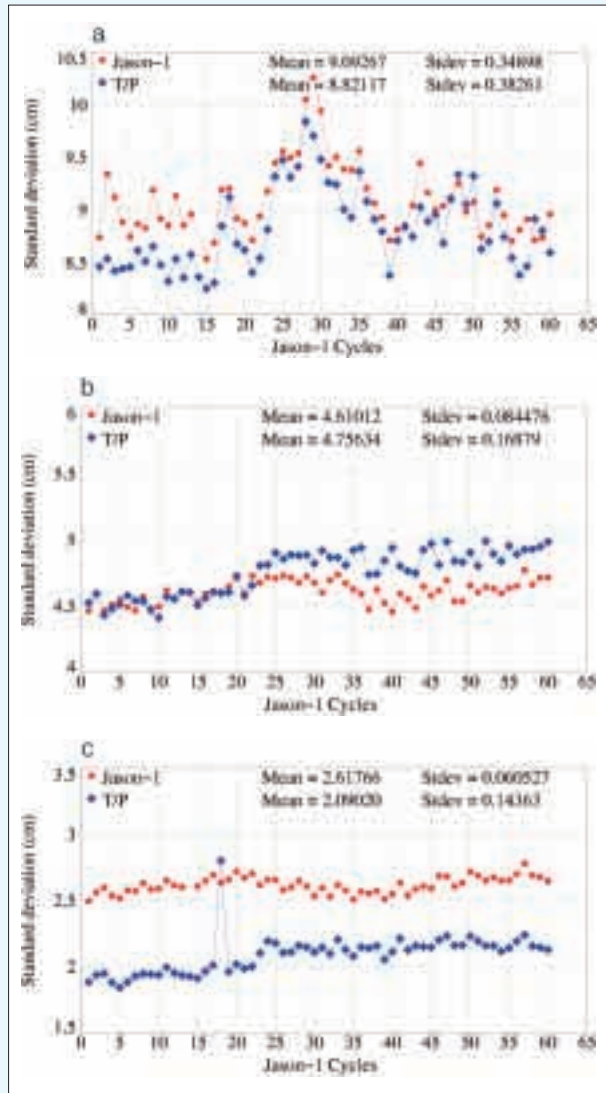 a
10.5
Jason-1 Mean = 9.09267 Stdev = 0.34898
T/P Mean = 8.82117 Stdev = 0.38261
10
9.5
9
8.5
8
Standard deviation (cm)
0 5 10 15 20 25 30 35 40 45 50 55 60 65
Jason-1 Cycles
b
6
Jason-1 Mean = 4.61012 Stdev = 0.084476
T/P Mean = 4.75634 Stdev = 0.16879
5.5
5
4.5
4
Standard deviation (cm)
0 5 10 15 20 25 30 35 40 45 50 55 60 65
Jason-1 Cycles
c
3.5
Jason-1 Mean = 2.61766 Stdev = 0.060527
T/P Mean = 2.09020 Stdev = 0.14363
3
2.5
2
1.5
Standard deviation (cm)
0 5 10 15 20 25 30 35 40 45 50 55 60 65
Jason-1 Cycles